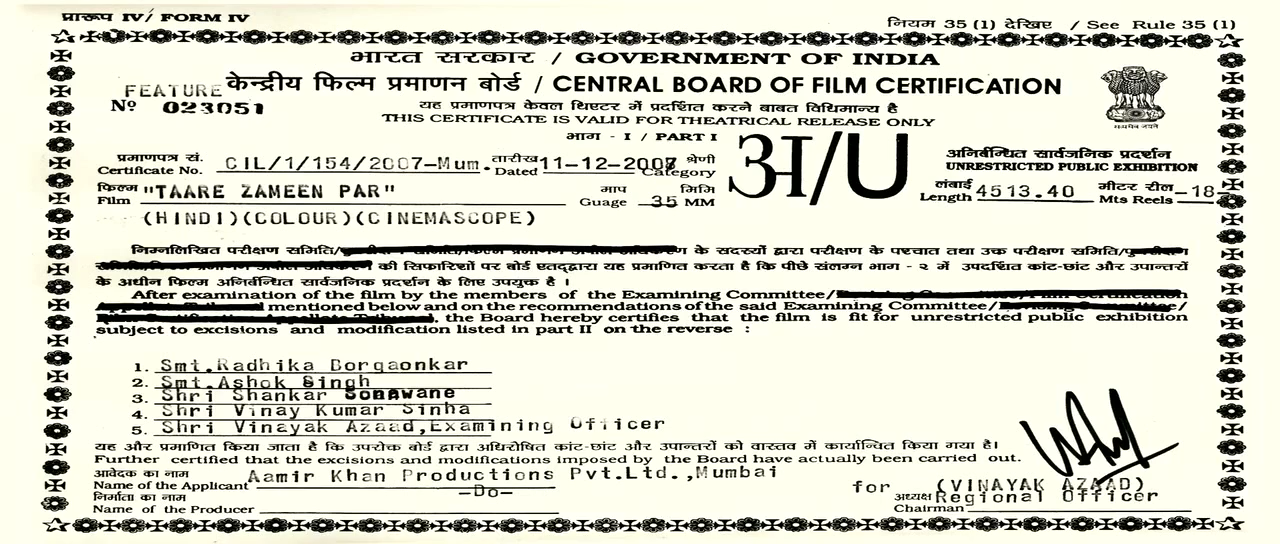 प्रारूप IV/ FORM IV
नियम 35 (1) देखिए / See Rule 35 (1)
भारत सरकार / GOVERNMENT OF INDIA
FEATURE केन्द्रीय फिल्म प्रमाणन बोर्ड / CENTRAL BOARD OF FILM CERTIFICATION
Nº 023051
यह प्रमाणपत्र केवल थिएटर में प्रदर्शित करने बाबत विधिमान्य है
THIS CERTIFICATE IS VALID FOR THEATRICAL RELEASE ONLY
भाग - I / PART I
प्रमाणपत्र सं. तारीख श्रेणी
Certificate No. CIL/1/154/2007-Mum. Dated 11-12-2007 Category अ/U
अनिर्बन्धित सार्वजनिक प्रदर्शन
UNRESTRICTED PUBLIC EXHIBITION
फिल्म माप मिमि
Film "TAARE ZAMEEN PAR" Guage 35 MM
लंबाई मीटर रील
Length 4513.40 Mts Reels -18-
(HINDI)(COLOUR)(CINEMASCOPE)
निम्नलिखित परीक्षण समिति/ के सदस्यों द्वारा परीक्षण के पश्चात तथा उक्त परीक्षण समिति/
की सिफारिशों पर बोर्ड एतद्द्वारा यह प्रमाणित करता है कि पीछे संलग्न भाग - २ में उपदर्शित कांट-छांट और उपान्तरों
के अधीन फिल्म अनिर्बन्धित सार्वजनिक प्रदर्शन के लिए उपयुक्त है ।
After examination of the film by the members of the Examining Committee/
mentioned below and on the recommendations of the said Examining Committee/
, the Board hereby certifies that the film is fit for unrestricted public exhibition
subject to excisions and modification listed in part II on the reverse :
1. Smt.Radhika Borgaonkar
2. Smt.Ashok Singh
3. Shri Shankar Sonawane
4. Shri Vinay Kumar Sinha
5. Shri Vinayak Azaad,Examining Officer
यह और प्रमाणित किया जाता है कि उपरोक्त बोर्ड द्वारा अधिरोपित कांट-छांट और उपान्तरों को वास्तव में कार्यान्वित किया गया है।
Further certified that the excisions and modifications imposed by the Board have actually been carried out.
आवेदक का नाम
Name of the Applicant Aamir Khan Productions Pvt.Ltd.,Mumbai
निर्माता का नाम
Name of the Producer -Do-
for (VINAYAK AZAAD)
अध्यक्ष Regional Officer
Chairman